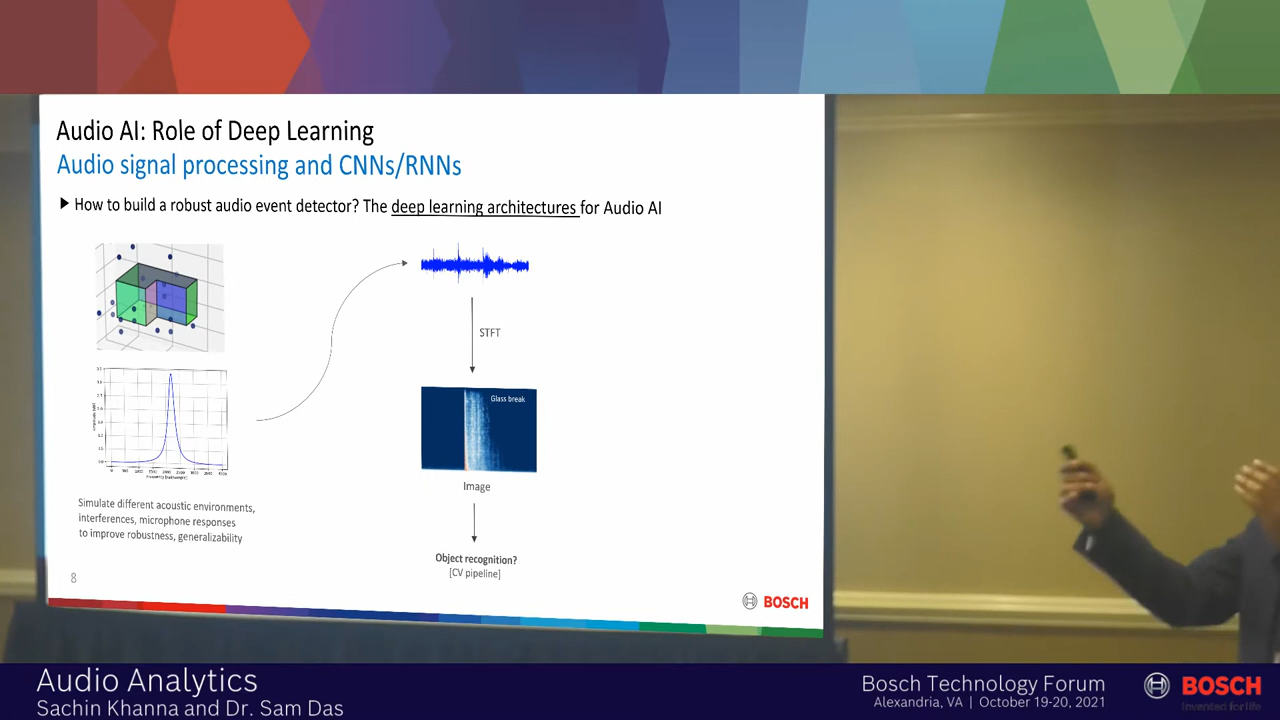 Audio AI: Role of Deep Learning
Audio signal processing and CNNs/RNNs
How to build a robust audio event detector? The deep learning architectures for Audio AI
STFT
Glass break
Image
Simulate different acoustic environments,
interferences, microphone responses
to improve robustness, generalizability
Object recognition?
[CV pipeline]
8
BOSCH
Audio Analytics
Sachin Khanna and Dr. Sam Das
Bosch Technology Forum
Alexandria, VA | October 19-20, 2021
BOSCH
Invented for life